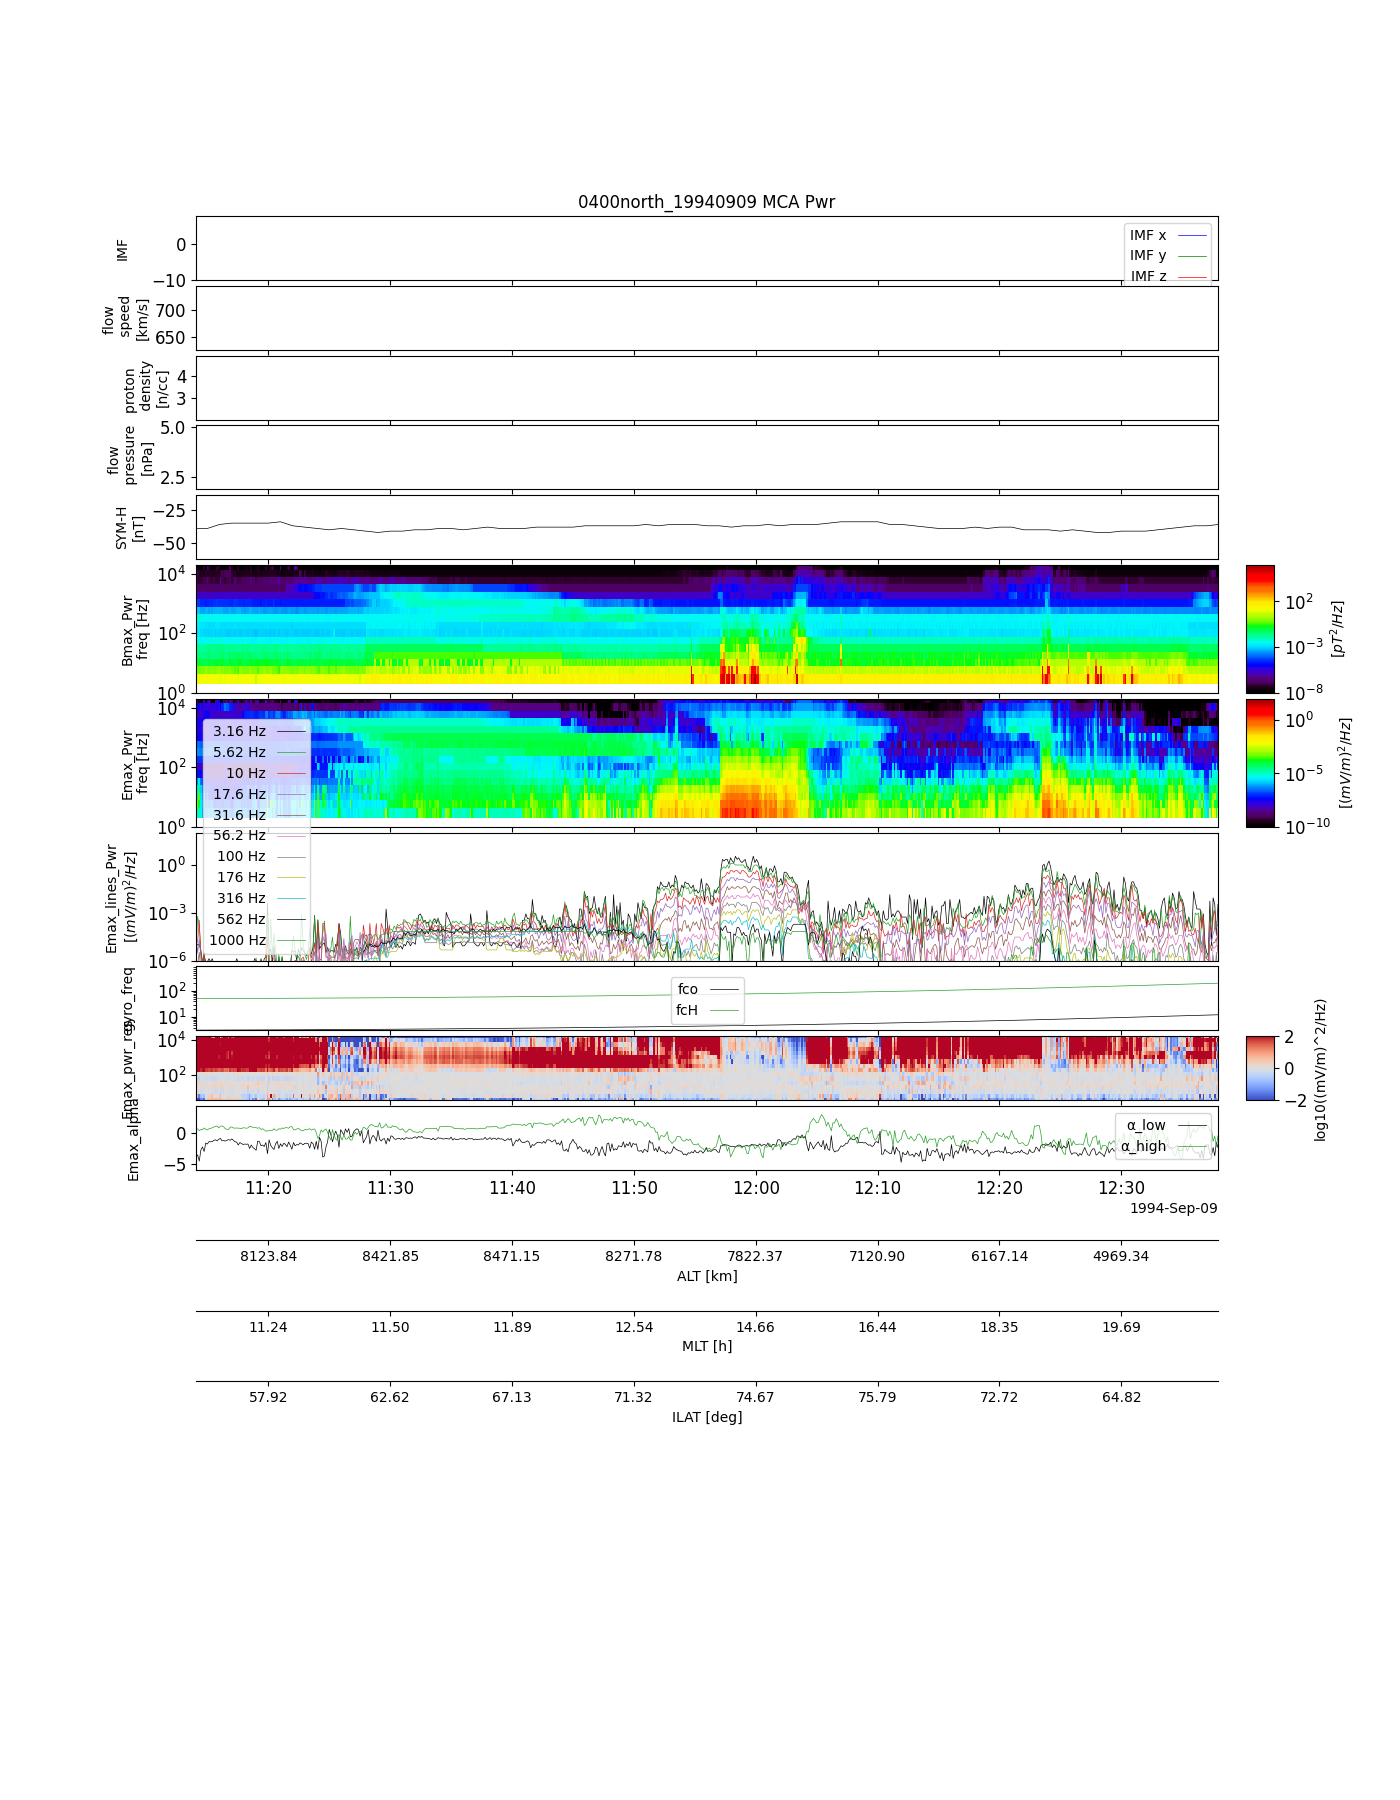 0400north_19940909 MCA Pwr
IMF
0
−10
IMF x
IMF y
IMF z
flow
speed
[km/s]
700
650
proton
density
[n/cc]
4
3
flow
pressure
[nPa]
5.0
2.5
SYM-H
[nT]
−25
−50
Bmax_Pwr
freq [Hz]
10^4
10^2
10^0
10^2
10^−3
10^−8
[pT^2/Hz]
Emax_Pwr
freq [Hz]
10^4
10^2
10^0
10^0
10^−5
10^−10
[(mV/m)^2/Hz]
3.16 Hz
5.62 Hz
10 Hz
17.6 Hz
31.6 Hz
56.2 Hz
100 Hz
176 Hz
316 Hz
562 Hz
1000 Hz
Emax_lines_Pwr
[(mV/m)^2/Hz]
10^0
10^−3
10^−6
gyro_freq
10^2
10^1
fco
fcH
Emax_pwr_reg
10^4
10^2
2
0
−2
log10((mV/m)^2/Hz)
Emax_alpha
0
−5
α_low
α_high
11:20 11:30 11:40 11:50 12:00 12:10 12:20 12:30
1994-Sep-09
8123.84 8421.85 8471.15 8271.78 7822.37 7120.90 6167.14 4969.34
ALT [km]
11.24 11.50 11.89 12.54 14.66 16.44 18.35 19.69
MLT [h]
57.92 62.62 67.13 71.32 74.67 75.79 72.72 64.82
ILAT [deg]